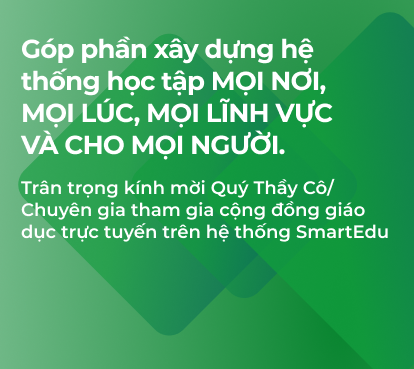 Góp phần xây dựng hệ
thống học tập MỌI NƠI,
MỌI LÚC, MỌI LĨNH VỰC
VÀ CHO MỌI NGƯỜI.
Trân trọng kính mời Quý Thầy Cô/
Chuyên gia tham gia cộng đồng giáo
dục trực tuyến trên hệ thống SmartEdu